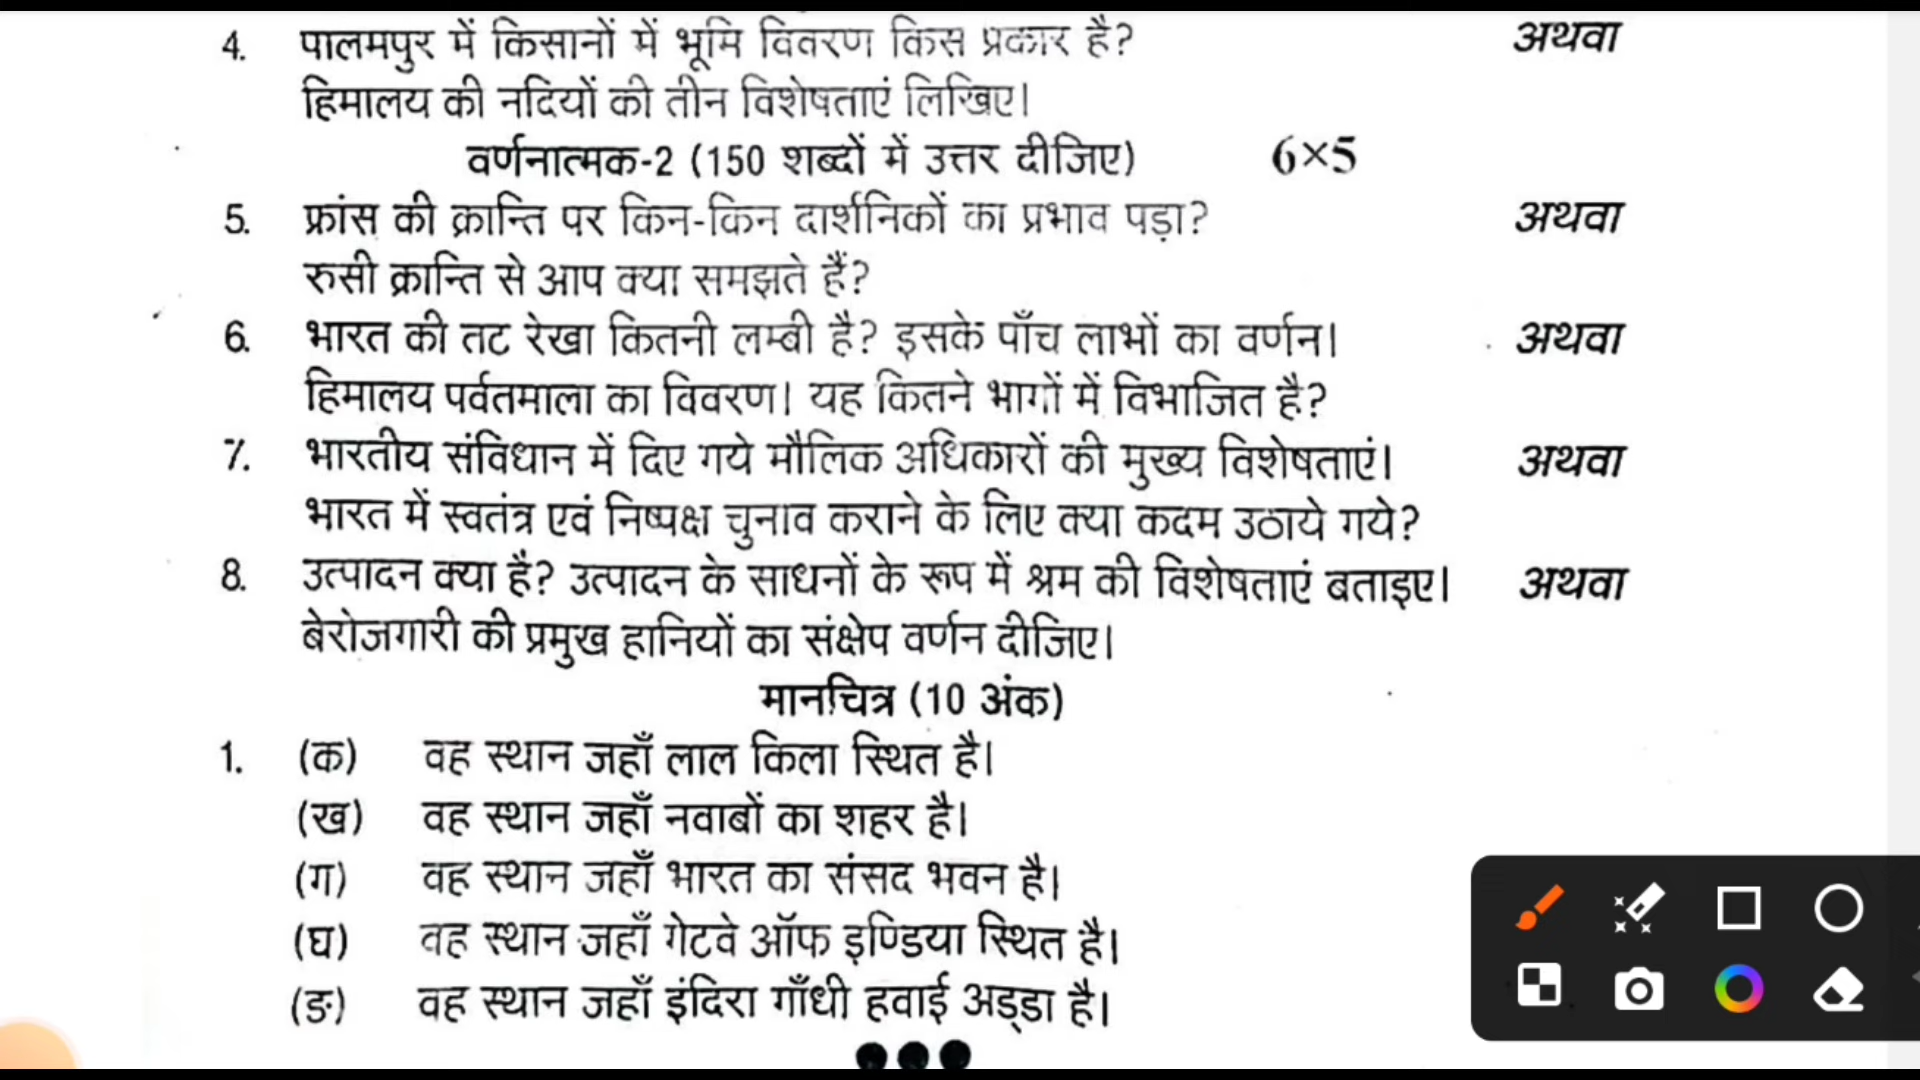 4. पालमपुर में किसानों में भूमि वितरण किस प्रकार है? अथवा
हिमालय की नदियों की तीन विशेषताएं लिखिए।
वर्णनात्मक-2 (150 शब्दों में उत्तर दीजिए) 6×5
5. फ्रांस की क्रान्ति पर किन-किन दार्शनिकों का प्रभाव पड़ा? अथवा
रुसी क्रान्ति से आप क्या समझते हैं?
6. भारत की तट रेखा कितनी लम्बी है? इसके पाँच लाभों का वर्णन। अथवा
हिमालय पर्वतमाला का विवरण। यह कितने भागों में विभाजित है?
7. भारतीय संविधान में दिए गये मौलिक अधिकारों की मुख्य विशेषताएं। अथवा
भारत में स्वतंत्र एवं निष्पक्ष चुनाव कराने के लिए क्या कदम उठाये गये?
8. उत्पादन क्या है? उत्पादन के साधनों के रूप में श्रम की विशेषताएं बताइए। अथवा
बेरोजगारी की प्रमुख हानियों का संक्षेप वर्णन दीजिए।
मानचित्र (10 अंक)
1. (क) वह स्थान जहाँ लाल किला स्थित है।
(ख) वह स्थान जहाँ नवाबों का शहर है।
(ग) वह स्थान जहाँ भारत का संसद भवन है।
(घ) वह स्थान जहाँ गेटवे ऑफ इण्डिया स्थित है।
(ङ) वह स्थान जहाँ इंदिरा गाँधी हवाई अड्डा है।